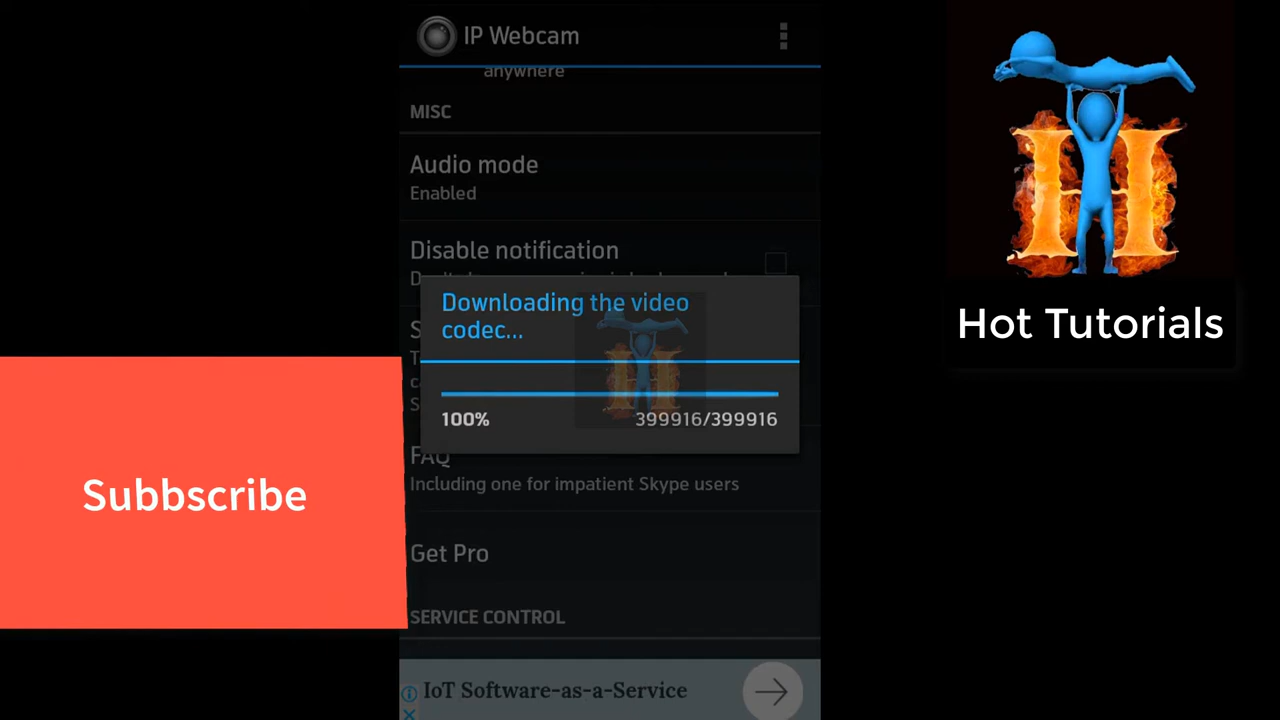 IP Webcam
anywhere
MISC
Audio mode
Enabled
Disable notification
Downloading the video
codec...
100% 399916/399916
FAQ
Including one for impatient Skype users
Get Pro
SERVICE CONTROL
IoT Software-as-a-Service
Subbscribe
H
Hot Tutorials